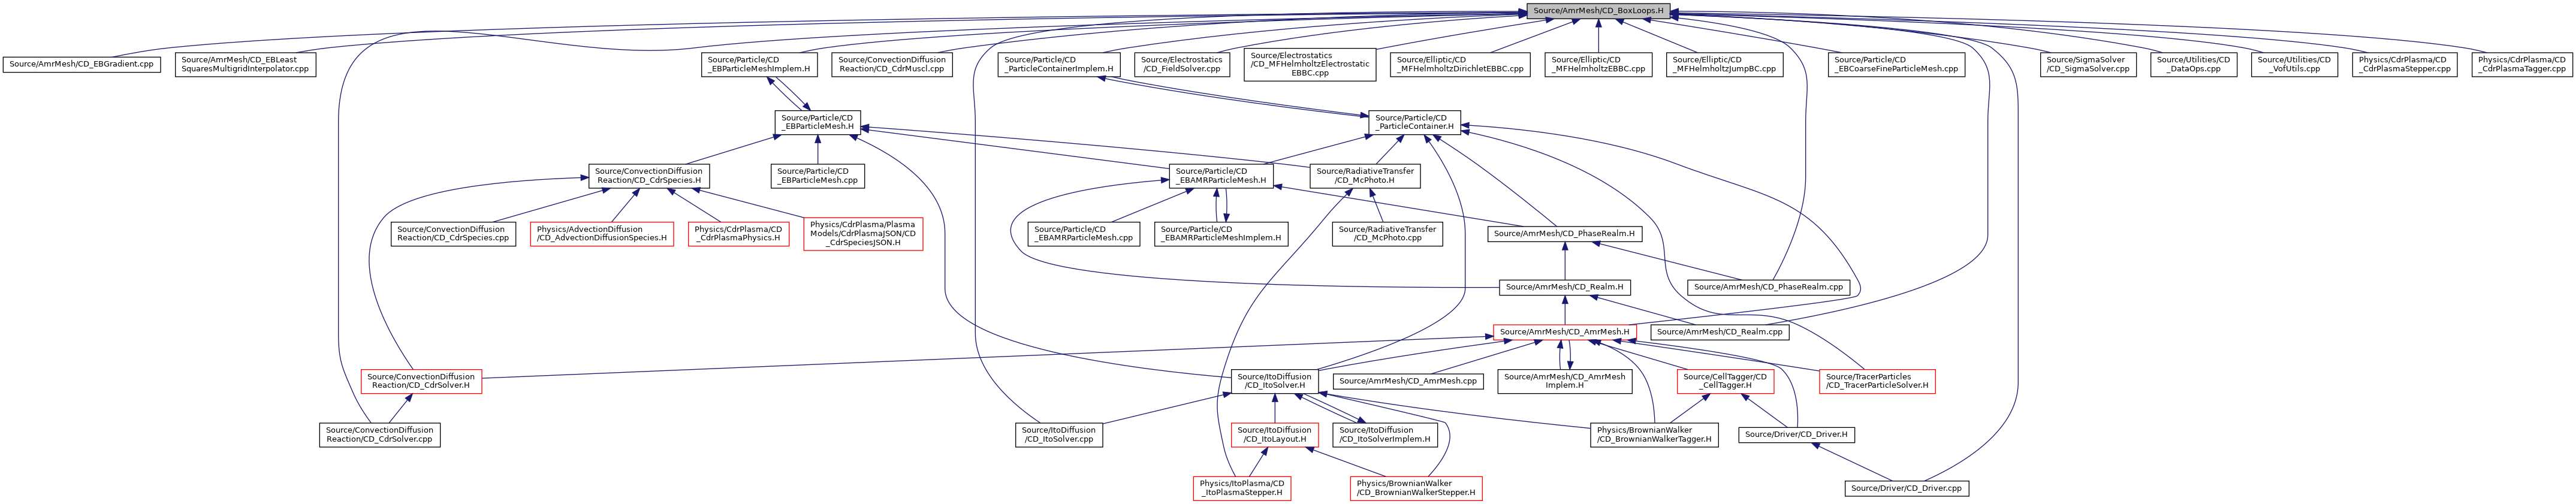 Source/AmrMesh/CD_BoxLoops.H
Source/AmrMesh/CD_EBGradient.cpp
Source/AmrMesh/CD_EBLeast
SquaresMultigridInterpolator.cpp
Source/Particle/CD
_EBParticleMeshImplem.H
Source/ConvectionDiffusion
Reaction/CD_CdrMuscl.cpp
Source/Particle/CD
_ParticleContainerImplem.H
Source/Electrostatics
/CD_FieldSolver.cpp
Source/Electrostatics
/CD_MFHelmholtzElectrostatic
EBBC.cpp
Source/Elliptic/CD
_MFHelmholtzDirichletEBBC.cpp
Source/Elliptic/CD
_MFHelmholtzEBBC.cpp
Source/Elliptic/CD
_MFHelmholtzJumpBC.cpp
Source/Particle/CD
_EBCoarseFineParticleMesh.cpp
Source/SigmaSolver
/CD_SigmaSolver.cpp
Source/Utilities/CD
_DataOps.cpp
Source/Utilities/CD
_VofUtils.cpp
Physics/CdrPlasma/CD
_CdrPlasmaStepper.cpp
Physics/CdrPlasma/CD
_CdrPlasmaTagger.cpp
Source/Particle/CD
_EBParticleMesh.H
Source/Particle/CD
_ParticleContainer.H
Source/ConvectionDiffusion
Reaction/CD_CdrSpecies.H
Source/Particle/CD
_EBParticleMesh.cpp
Source/Particle/CD
_EBAMRParticleMesh.H
Source/RadiativeTransfer
/CD_McPhoto.H
Source/ConvectionDiffusion
Reaction/CD_CdrSpecies.cpp
Physics/AdvectionDiffusion
/CD_AdvectionDiffusionSpecies.H
Physics/CdrPlasma/CD
_CdrPlasmaPhysics.H
Physics/CdrPlasma/Plasma
Models/CdrPlasmaJSON/CD
_CdrSpeciesJSON.H
Source/Particle/CD
_EBAMRParticleMesh.cpp
Source/Particle/CD
_EBAMRParticleMeshImplem.H
Source/RadiativeTransfer
/CD_McPhoto.cpp
Source/AmrMesh/CD_PhaseRealm.H
Source/AmrMesh/CD_Realm.H
Source/AmrMesh/CD_PhaseRealm.cpp
Source/AmrMesh/CD_AmrMesh.H
Source/AmrMesh/CD_Realm.cpp
Source/ConvectionDiffusion
Reaction/CD_CdrSolver.H
Source/ItoDiffusion
/CD_ItoSolver.H
Source/AmrMesh/CD_AmrMesh.cpp
Source/AmrMesh/CD_AmrMesh
Implem.H
Source/CellTagger/CD
_CellTagger.H
Source/TracerParticles
/CD_TracerParticleSolver.H
Source/ConvectionDiffusion
Reaction/CD_CdrSolver.cpp
Source/ItoDiffusion
/CD_ItoSolver.cpp
Source/ItoDiffusion
/CD_ItoLayout.H
Source/ItoDiffusion
/CD_ItoSolverImplem.H
Physics/BrownianWalker
/CD_BrownianWalkerTagger.H
Source/Driver/CD_Driver.H
Physics/ItoPlasma/CD
_ItoPlasmaStepper.H
Physics/BrownianWalker
/CD_BrownianWalkerStepper.H
Source/Driver/CD_Driver.cpp